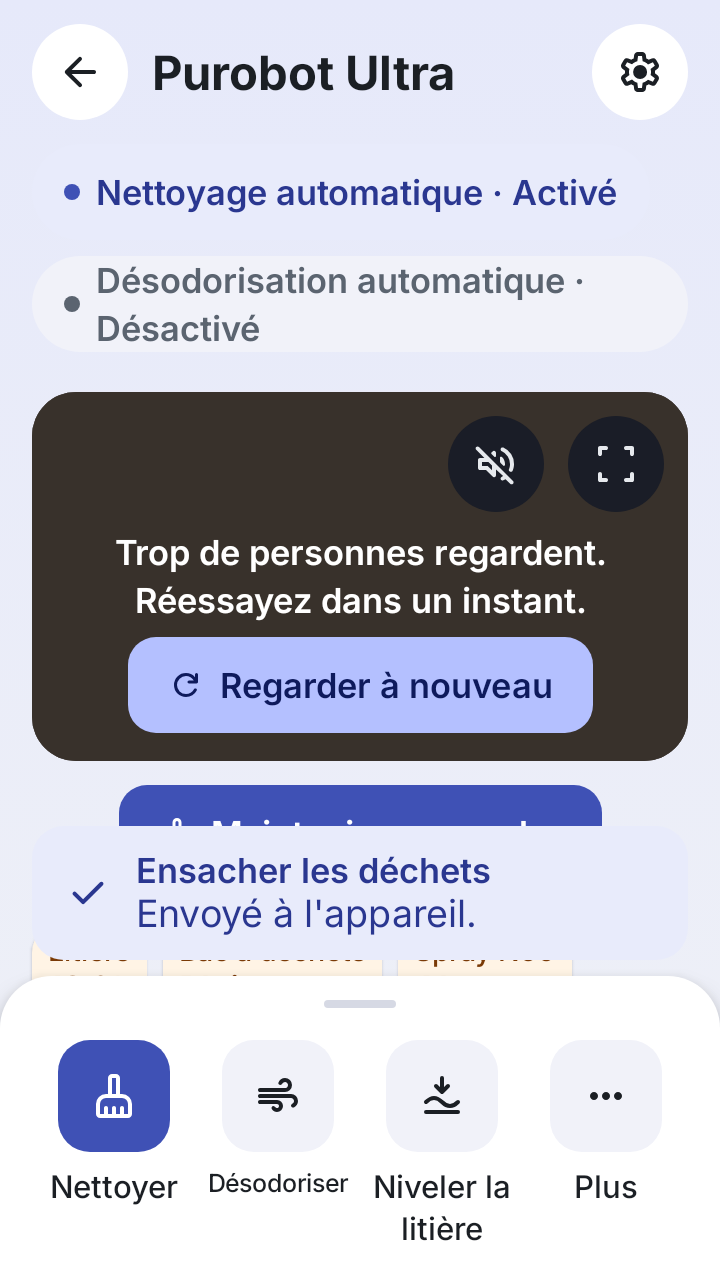 Purobot Ultra
Nettoyage automatique · Activé
Désodorisation automatique ·
Désactivé
Trop de personnes regardent.
Réessayez dans un instant.
Regarder à nouveau
Ensacher les déchets
Envoyé à l'appareil.
Nettoyer
Désodoriser
Niveler la
litière
Plus